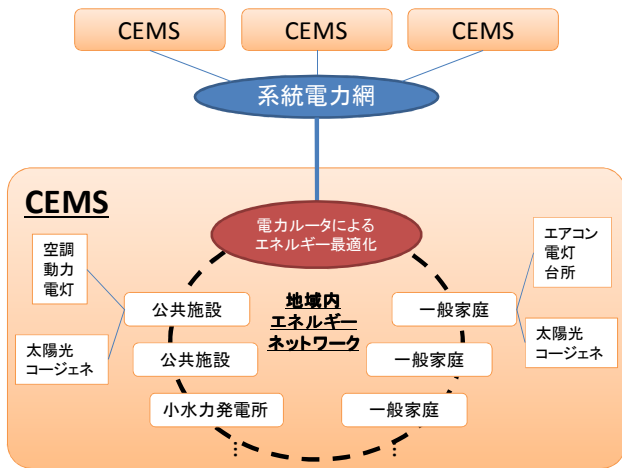 CEMS
CEMS
CEMS
系統電力網
CEMS
電力ルータによる
エネルギー最適化
空調
動力
電灯
エアコン
電灯
台所
公共施設
地域内
エネルギー
ネットワーク
一般家庭
太陽光
コージェネ
公共施設
一般家庭
太陽光
コージェネ
小水力発電所
一般家庭
…
…